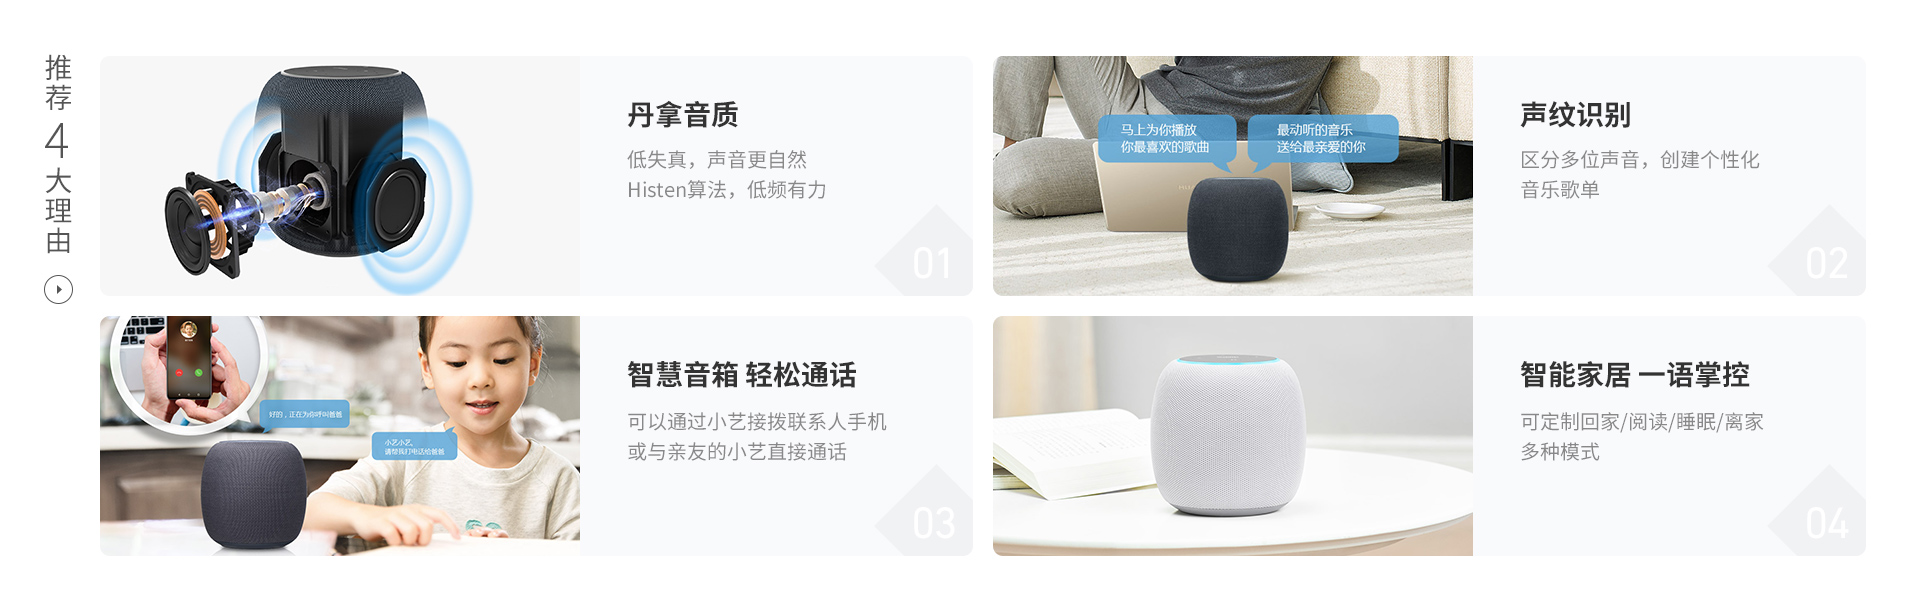 推荐4大理由
丹拿音质
低失真，声音更自然
Histen算法，低频有力
01
马上为你播放
你最喜欢的歌曲
最动听的音乐
送给最亲爱的你
声纹识别
区分多位声音，创建个性化
音乐歌单
02
好的，正在为你呼叫爸爸
小艺小艺，
请帮我打电话给爸爸
智慧音箱 轻松通话
可以通过小艺接拨联系人手机
或与亲友的小艺直接通话
03
智能家居 一语掌控
可定制回家/阅读/睡眠/离家
多种模式
04